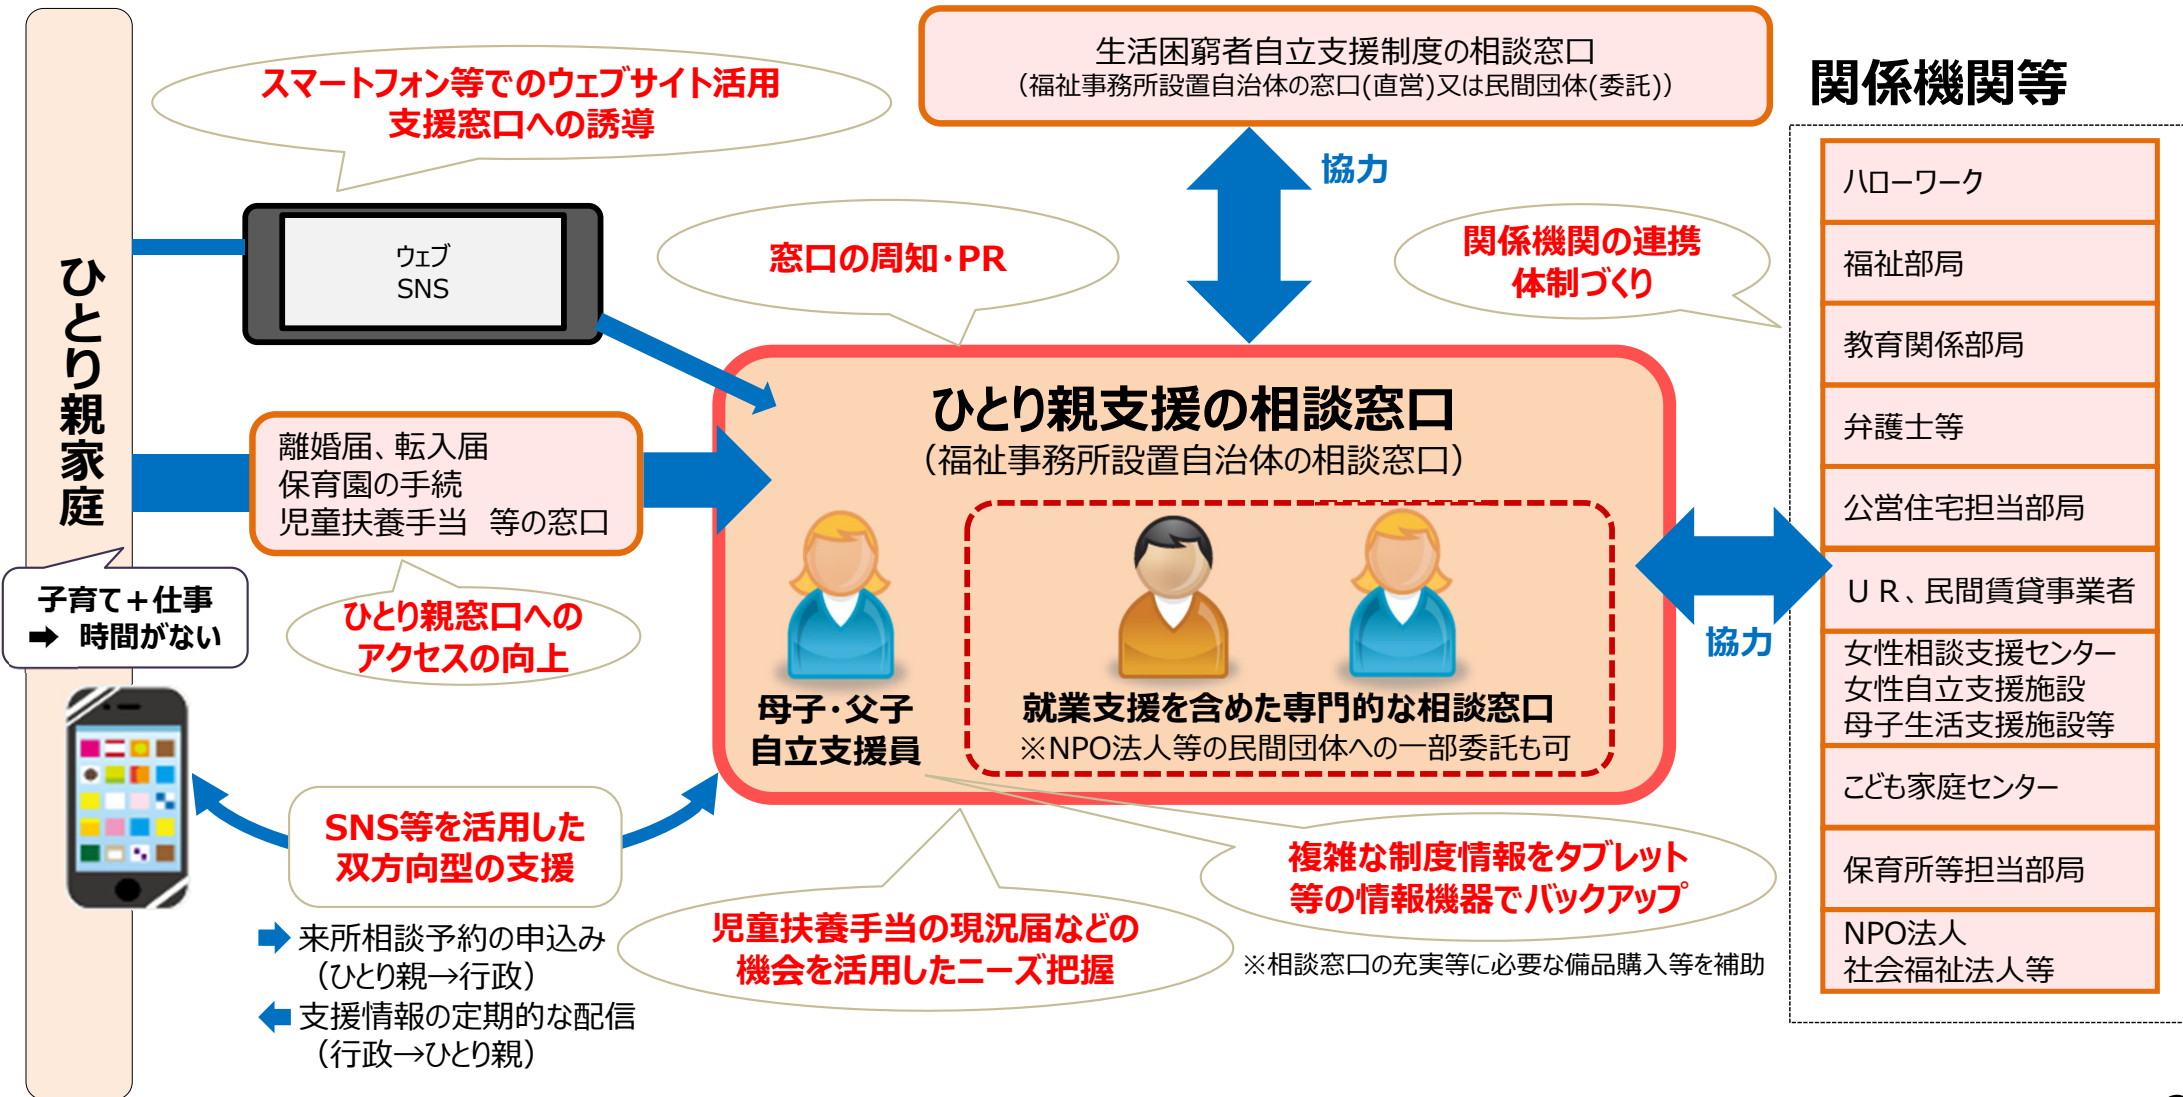 ひとり親家庭
子育て＋仕事
➡ 時間がない
スマートフォン等でのウェブサイト活用
支援窓口への誘導
ウェブ
SNS
離婚届、転入届
保育園の手続
児童扶養手当　等の窓口
ひとり親窓口への
アクセスの向上
SNS等を活用した
双方向型の支援
➡ 来所相談予約の申込み
（ひとり親→行政）
⬅ 支援情報の定期的な配信
（行政→ひとり親）
生活困窮者自立支援制度の相談窓口
（福祉事務所設置自治体の窓口(直営)又は民間団体(委託)）
協力
窓口の周知・PR
関係機関の連携
体制づくり
ひとり親支援の相談窓口
（福祉事務所設置自治体の相談窓口）
母子・父子
自立支援員
就業支援を含めた専門的な相談窓口
※NPO法人等の民間団体への一部委託も可
協力
児童扶養手当の現況届などの
機会を活用したニーズ把握
複雑な制度情報をタブレット
等の情報機器でバックアップ
※相談窓口の充実等に必要な備品購入等を補助
関係機関等
ハローワーク
福祉部局
教育関係部局
弁護士等
公営住宅担当部局
ＵＲ、民間賃貸事業者
女性相談支援センター
女性自立支援施設
母子生活支援施設等
こども家庭センター
保育所等担当部局
NPO法人
社会福祉法人等